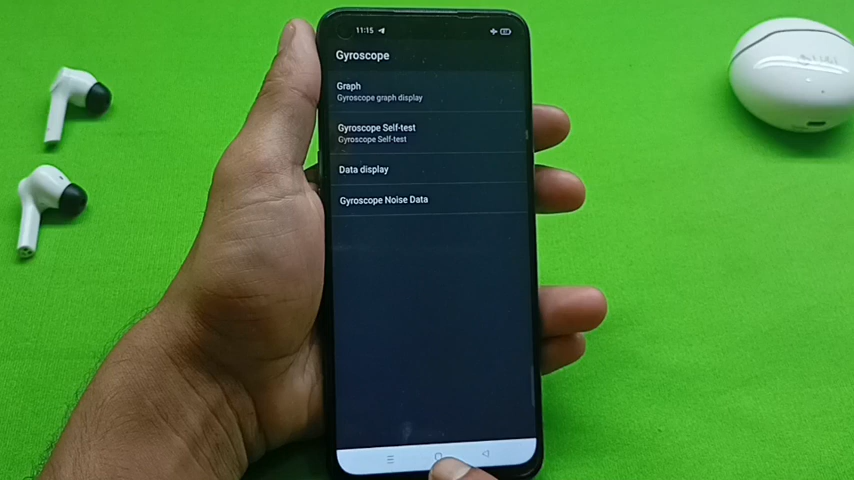 11:15
Gyroscope
Graph
Gyroscope graph display
Gyroscope Self-test
Gyroscope Self-test
Data display
Gyroscope Noise Data